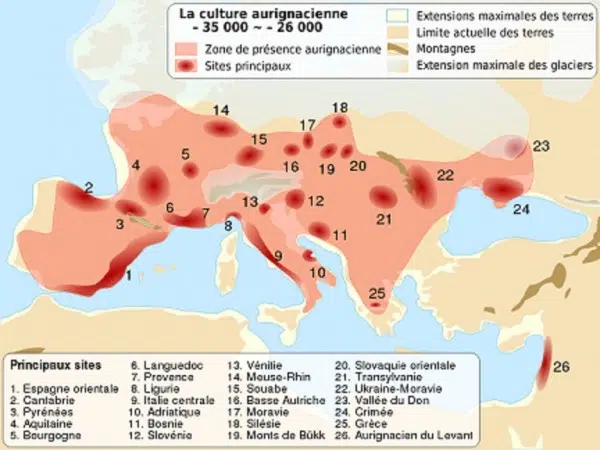 La culture aurignacienne
- 35 000 ~ - 26 000
Zone de présence aurignacienne
Sites principaux
Extensions maximales des terres
Limite actuelle des terres
Montagnes
Extension maximale des glaciers
14
18
17
15
23
5
4
16
19
20
22
2
13
12
6
7
21
24
3
8
11
9
10
1
25
26
Principaux sites
1. Espagne orientale
2. Cantabrie
3. Pyrénées
4. Aquitaine
5. Bourgogne
6. Languedoc
7. Provence
8. Ligurie
9. Italie centrale
10. Adriatique
11. Bosnie
12. Slovénie
13. Vénitie
14. Meuse-Rhin
15. Souabe
16. Basse Autriche
17. Moravie
18. Silésie
19. Monts de Bükk
20. Slovaquie orientale
21. Transylvanie
22. Ukraine-Moravie
23. Vallée du Don
24. Crimée
25. Grèce
26. Aurignacien du Levant